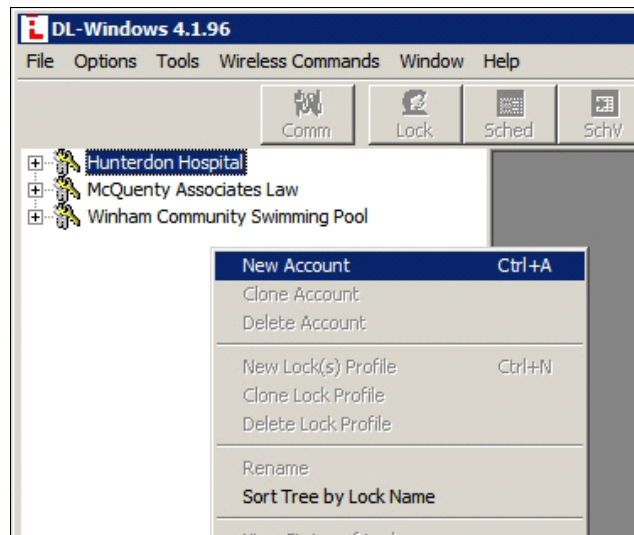 DL-Windows 4.1.96
File Options Tools Wireless Commands Window Help
Comm Lock Sched SchV
Hunterdon Hospital
McQuenty Associates Law
Winham Community Swimming Pool
New Account Ctrl+A
Clone Account
Delete Account
New Lock(s) Profile Ctrl+N
Clone Lock Profile
Delete Lock Profile
Rename
Sort Tree by Lock Name